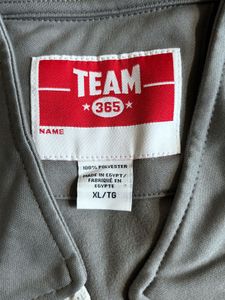 TEAM
365
NAME
100% POLYESTER
MADE IN EGYPT/
FABRIQUÉ EN
EGYPTE
XL/TG